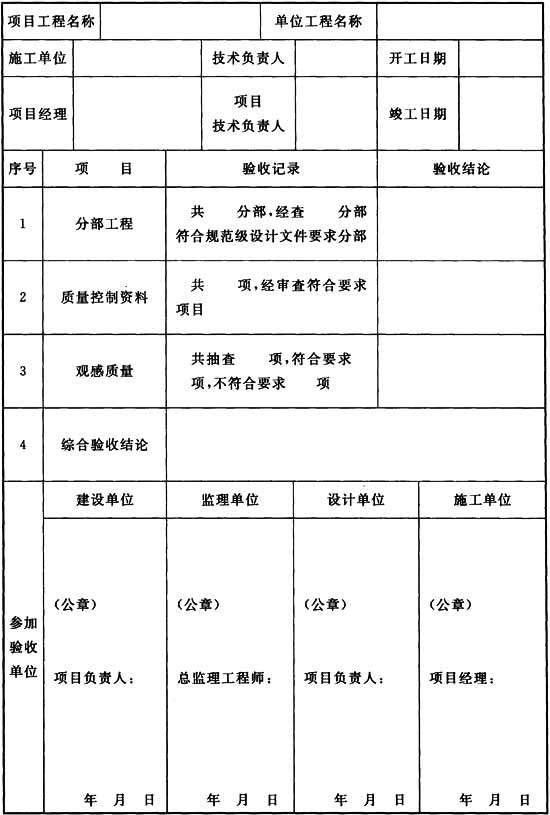 项目工程名称 单位工程名称
施工单位 技术负责人 开工日期
项目经理 项目 竣工日期
技术负责人
序号 项 目 验收记录 验收结论
1 分部工程 共 分部,经查 分部
符合规范级设计文件要求分部
2 质量控制资料 共 项,经审查符合要求
项目
3 观感质量 共抽查 项,符合要求
项,不符合要求 项
4 综合验收结论
参加
验收
单位
建设单位 监理单位 设计单位 施工单位
(公章) (公章) (公章) (公章)
项目负责人: 总监理工程师: 项目负责人: 项目经理:
年 月 日 年 月 日 年 月 日 年 月 日